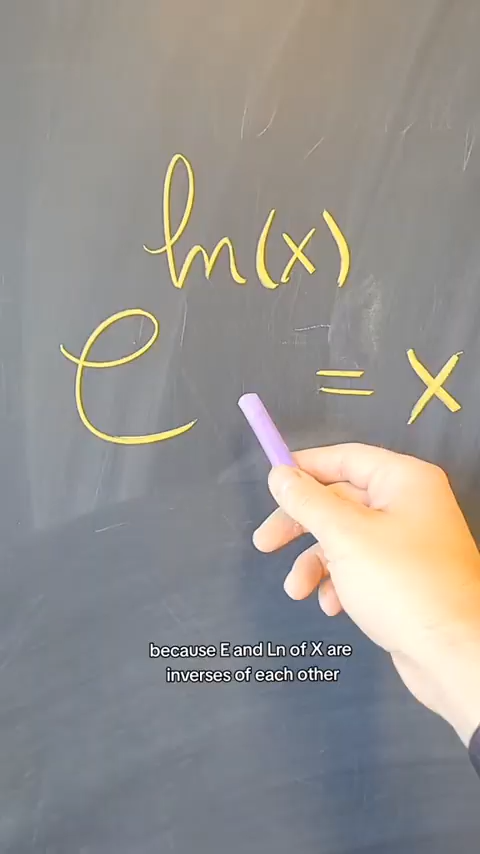 ln(x)
e = x
because E and Ln of X are
inverses of each other